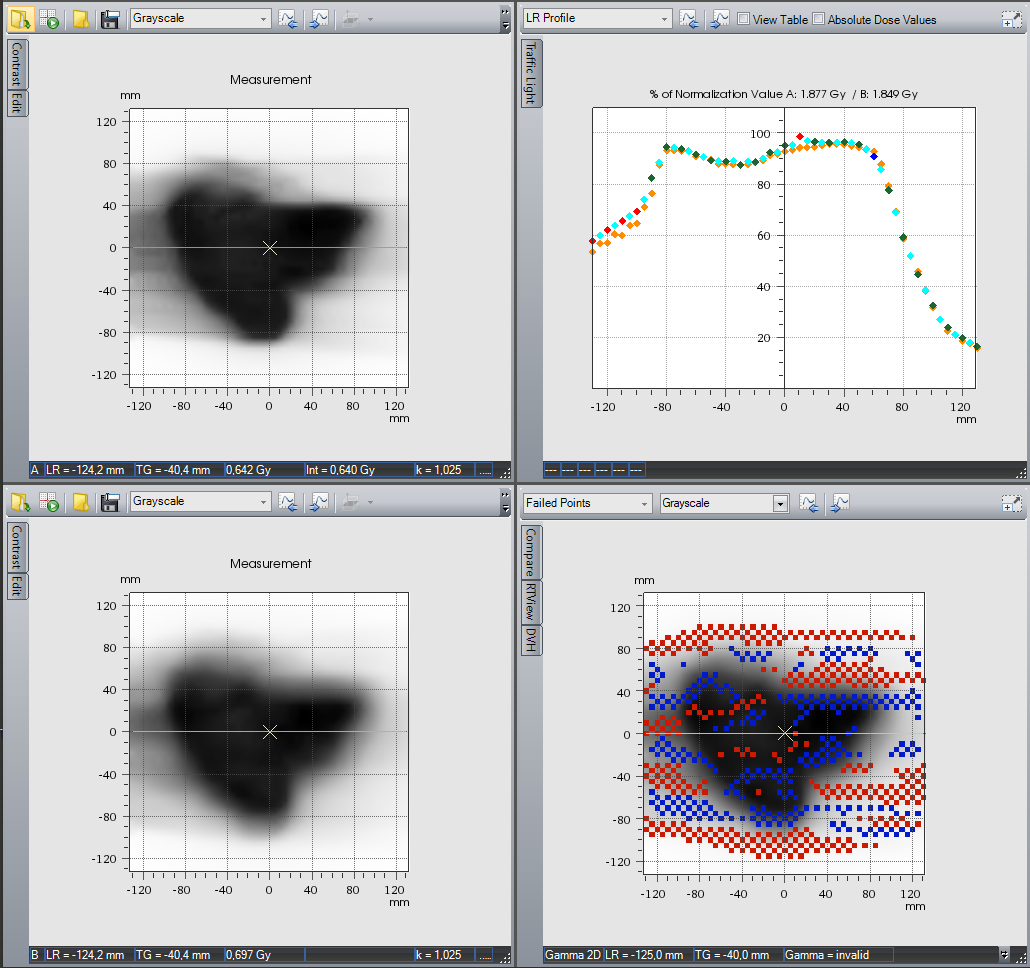 Grayscale
Contrast
Edit
Measurement
mm
120
80
40
0
-40
-80
-120
-120 -80 -40 0 40 80 120
mm
A LR = -124,2 mm TG = -40,4 mm 0,642 Gy Int = 0,640 Gy k = 1,025 ....
LR Profile View Table Absolute Dose Values
Traffic Light
% of Normalization Value A: 1.877 Gy / B: 1.849 Gy
100
80
60
40
20
-120 -80 -40 0 40 80 120
mm
--- --- --- --- --- ---
Grayscale
Contrast
Edit
Measurement
mm
120
80
40
0
-40
-80
-120
-120 -80 -40 0 40 80 120
mm
B LR = -124,2 mm TG = -40,4 mm 0,697 Gy k = 1,025 ....
Failed Points Grayscale
Compare
RTView
DVH
mm
120
80
40
0
-40
-80
-120
-120 -80 -40 0 40 80 120
mm
Gamma 2D LR = -125,0 mm TG = -40,0 mm Gamma = invalid